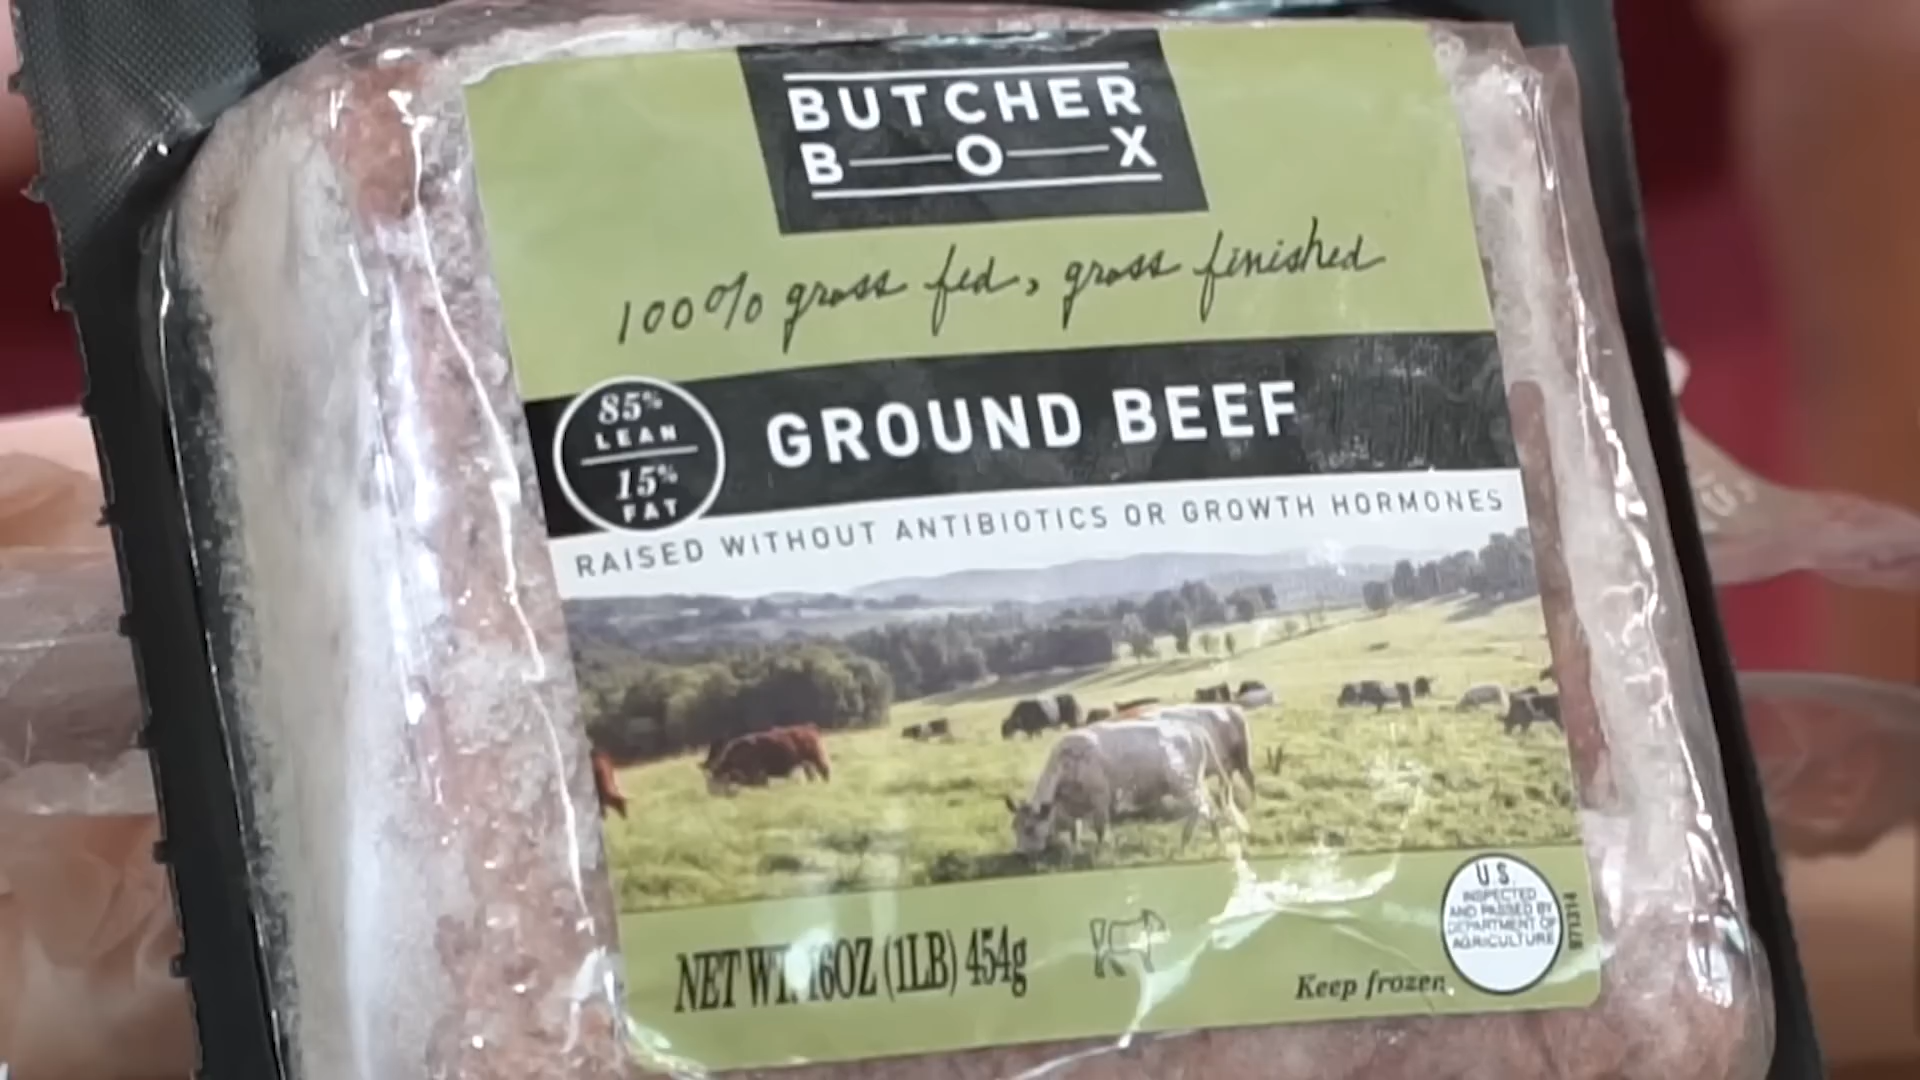 BUTCHER
BOX
100% grass fed, grass finished
85%
LEAN
15%
FAT
GROUND BEEF
RAISED WITHOUT ANTIBIOTICS OR GROWTH HORMONES
NET WT. 16OZ (1LB) 454g
Keep frozen
U.S.
INSPECTED
AND PASSED BY
DEPARTMENT OF
AGRICULTURE